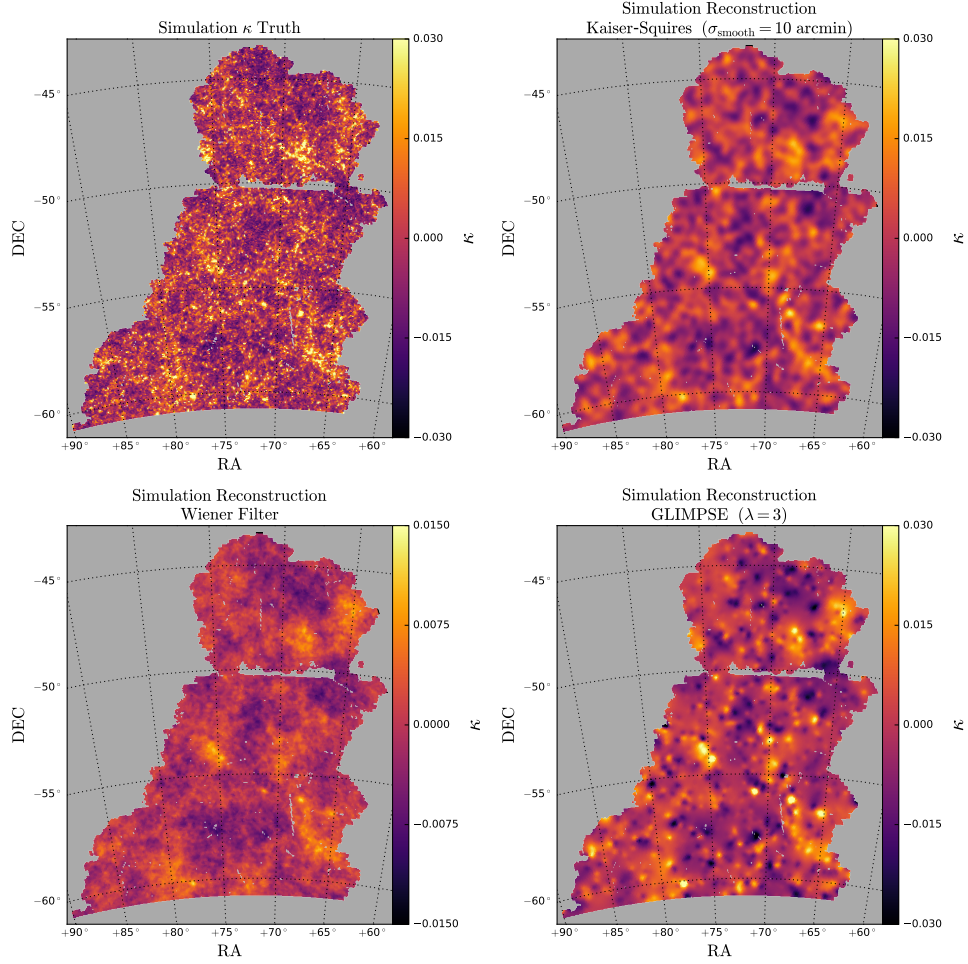 Simulation κ Truth
0.030
0.015
0.000
−0.015
−0.030
κ
−45°
−50°
−55°
−60°
DEC
+90° +85° +80° +75° +70° +65° +60°
RA
Simulation Reconstruction
Kaiser-Squires (σsmooth = 10 arcmin)
0.030
0.015
0.000
−0.015
−0.030
κ
−45°
−50°
−55°
−60°
DEC
+90° +85° +80° +75° +70° +65° +60°
RA
Simulation Reconstruction
Wiener Filter
0.0150
0.0075
0.0000
−0.0075
−0.0150
κ
−45°
−50°
−55°
−60°
DEC
+90° +85° +80° +75° +70° +65° +60°
RA
Simulation Reconstruction
GLIMPSE (λ = 3)
0.030
0.015
0.000
−0.015
−0.030
κ
−45°
−50°
−55°
−60°
DEC
+90° +85° +80° +75° +70° +65° +60°
RA